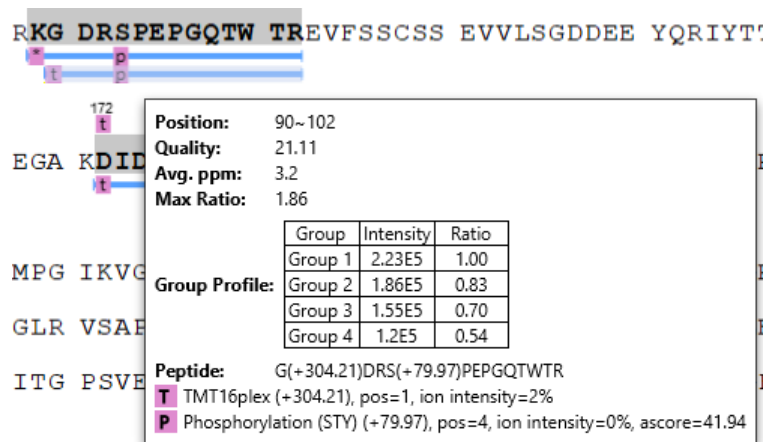 RKG DRSPEPGQTW TREVFSSCSS EVVLSGDDEE YQRIYTT
* p
t p
172
t
EGA KDID
t
MPG IKVG
GLR VSAP
ITG PSVE
Position: 90~102
Quality: 21.11
Avg. ppm: 3.2
Max Ratio: 1.86
Group Profile:
Group Intensity Ratio
Group 1 2.23E5 1.00
Group 2 1.86E5 0.83
Group 3 1.55E5 0.70
Group 4 1.2E5 0.54
Peptide: G(+304.21)DRS(+79.97)PEPGQTWTR
T TMT16plex (+304.21), pos=1, ion intensity=2%
P Phosphorylation (STY) (+79.97), pos=4, ion intensity=0%, ascore=41.94